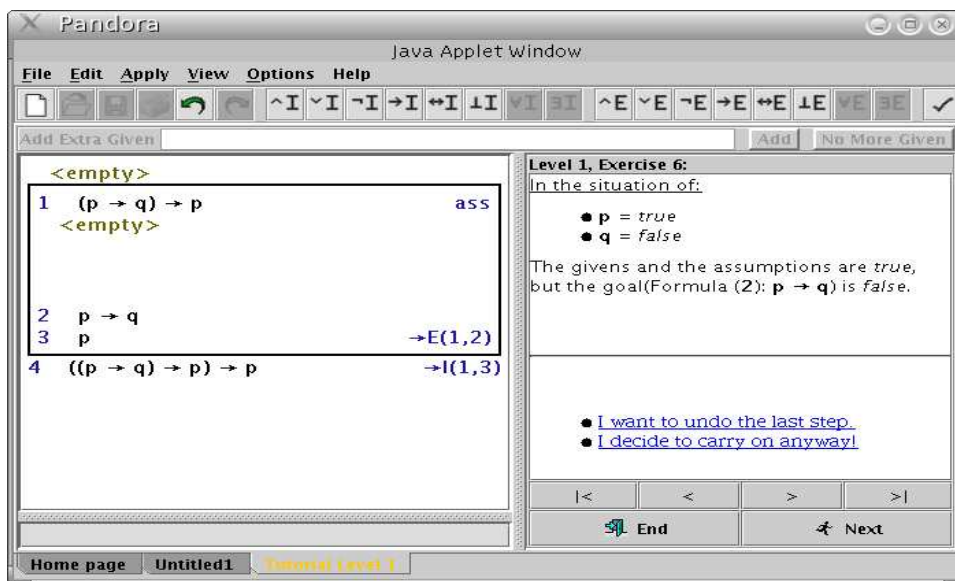 Pandora
Java Applet Window
File Edit Apply View Options Help
^I ˅I ¬I →I ↔I ⊥I ∀I ∃I ^E ˅E ¬E →E ↔E ⊥E ∀E ∃E ✓
Add Extra Given Add No More Given
<empty>
1 (p → q) → p ass
<empty>
2 p → q
3 p →E(1,2)
4 ((p → q) → p) → p →I(1,3)
Level 1, Exercise 6:
In the situation of:
● p = true
● q = false
The givens and the assumptions are true,
but the goal(Formula (2): p → q) is false.
● I want to undo the last step.
● I decide to carry on anyway!
|< < > >|
End Next
Home page Untitled1 Tutorial Level 1